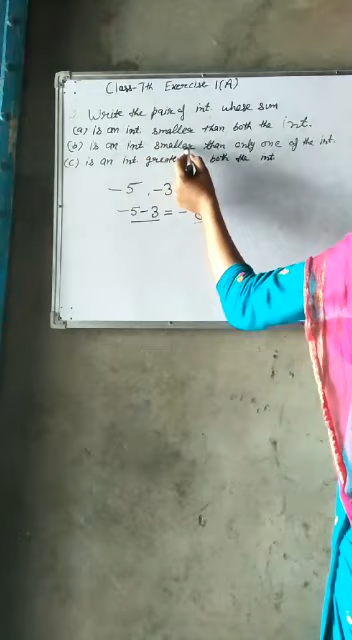 Class-7th Exercise 1(A)
Write the pair of int. whose sum
(a) is an int. smaller than both the int.
(b) is an int smaller than only one of the int.
(c) is an int. both the int
-5, -3
-5-3 = -